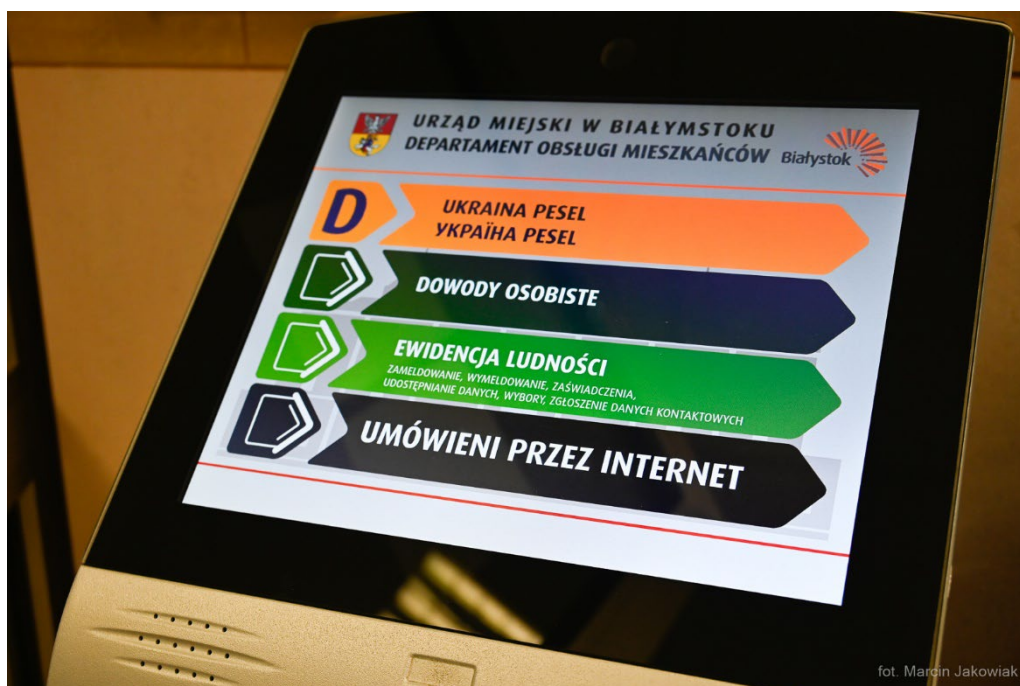 URZĄD MIEJSKI W BIAŁYMSTOKU
DEPARTAMENT OBSŁUGI MIESZKAŃCÓW
Białystok
D
UKRAINA PESEL
УКРАЇНА PESEL
DOWODY OSOBISTE
EWIDENCJA LUDNOŚCI
ZAMELDOWANIE, WYMELDOWANIE, ZAŚWIADCZENIA,
UDOSTĘPNIANIE DANYCH, WYBORY, ZGŁOSZENIE DANYCH KONTAKTOWYCH
UMÓWIENI PRZEZ INTERNET
fot. Marcin Jakowiak